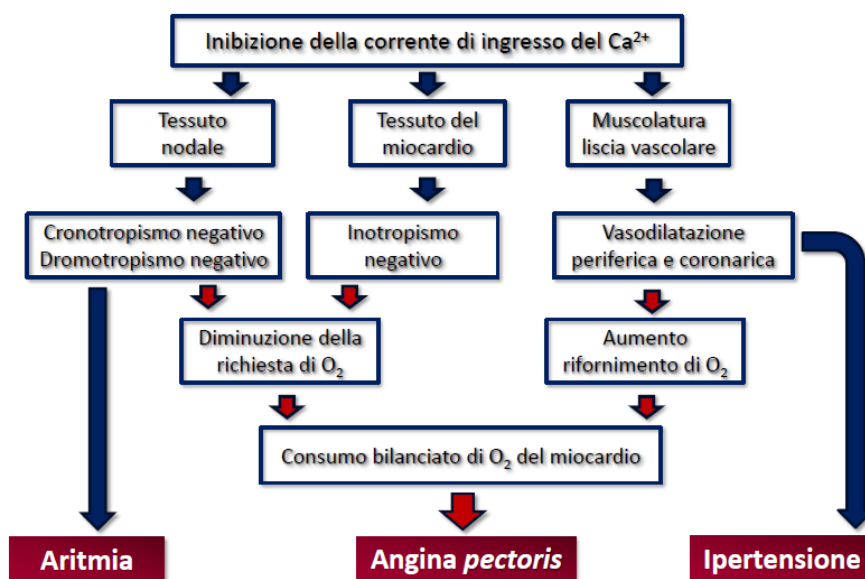 Inibizione della corrente di ingresso del Ca²⁺
Tessuto
nodale
Tessuto del
miocardio
Muscolatura
liscia vascolare
Cronotropismo negativo
Dromotropismo negativo
Inotropismo
negativo
Vasodilatazione
periferica e coronarica
Diminuzione della
richiesta di O₂
Aumento
rifornimento di O₂
Consumo bilanciato di O₂ del miocardio
Aritmia
Angina pectoris
Ipertensione